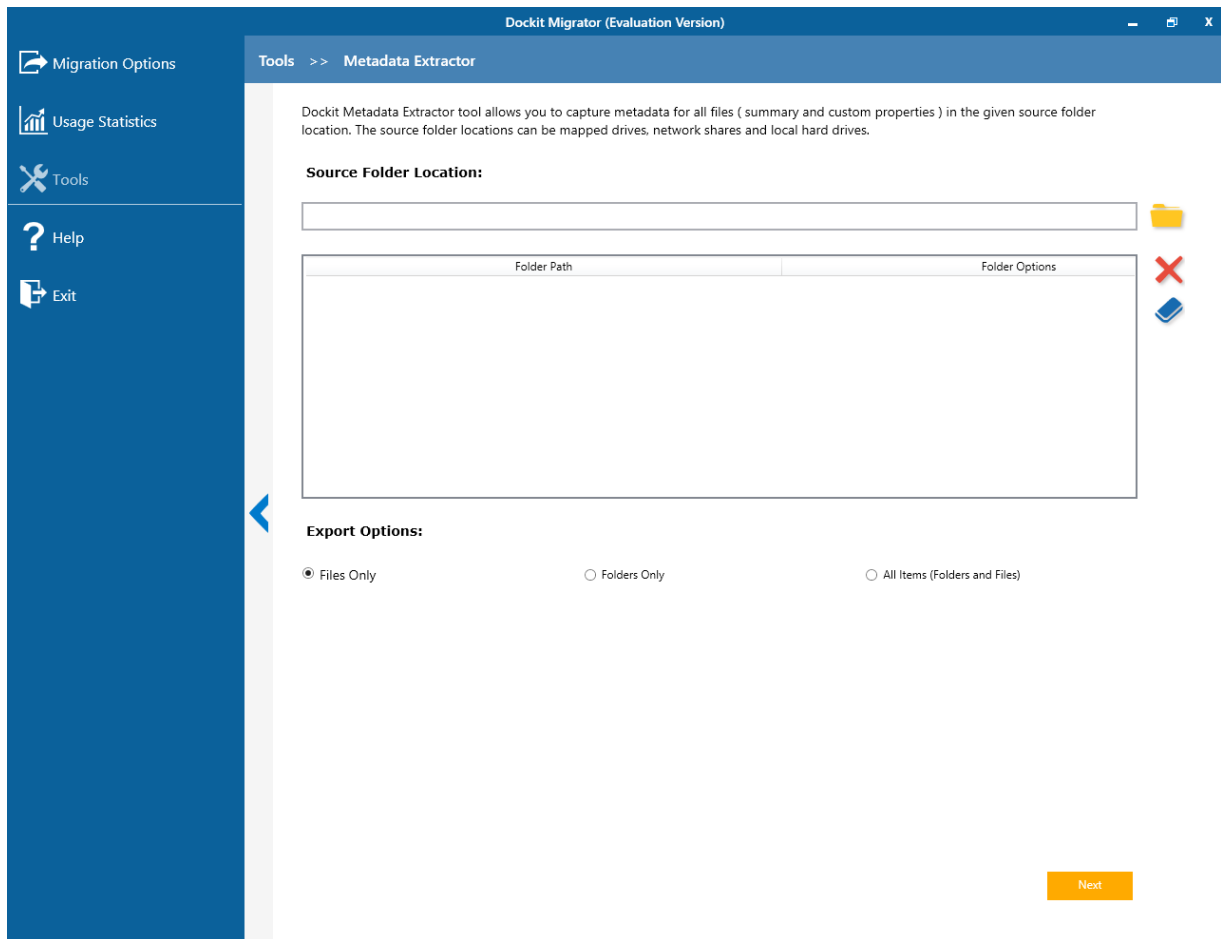 Dockit Migrator (Evaluation Version)
X
Migration Options
Usage Statistics
Tools
Help
Exit
Tools >> Metadata Extractor
Dockit Metadata Extractor tool allows you to capture metadata for all files ( summary and custom properties ) in the given source folder
location. The source folder locations can be mapped drives, network shares and local hard drives.
Source Folder Location:
Folder Path Folder Options
Export Options:
Files Only Folders Only All Items (Folders and Files)
Next